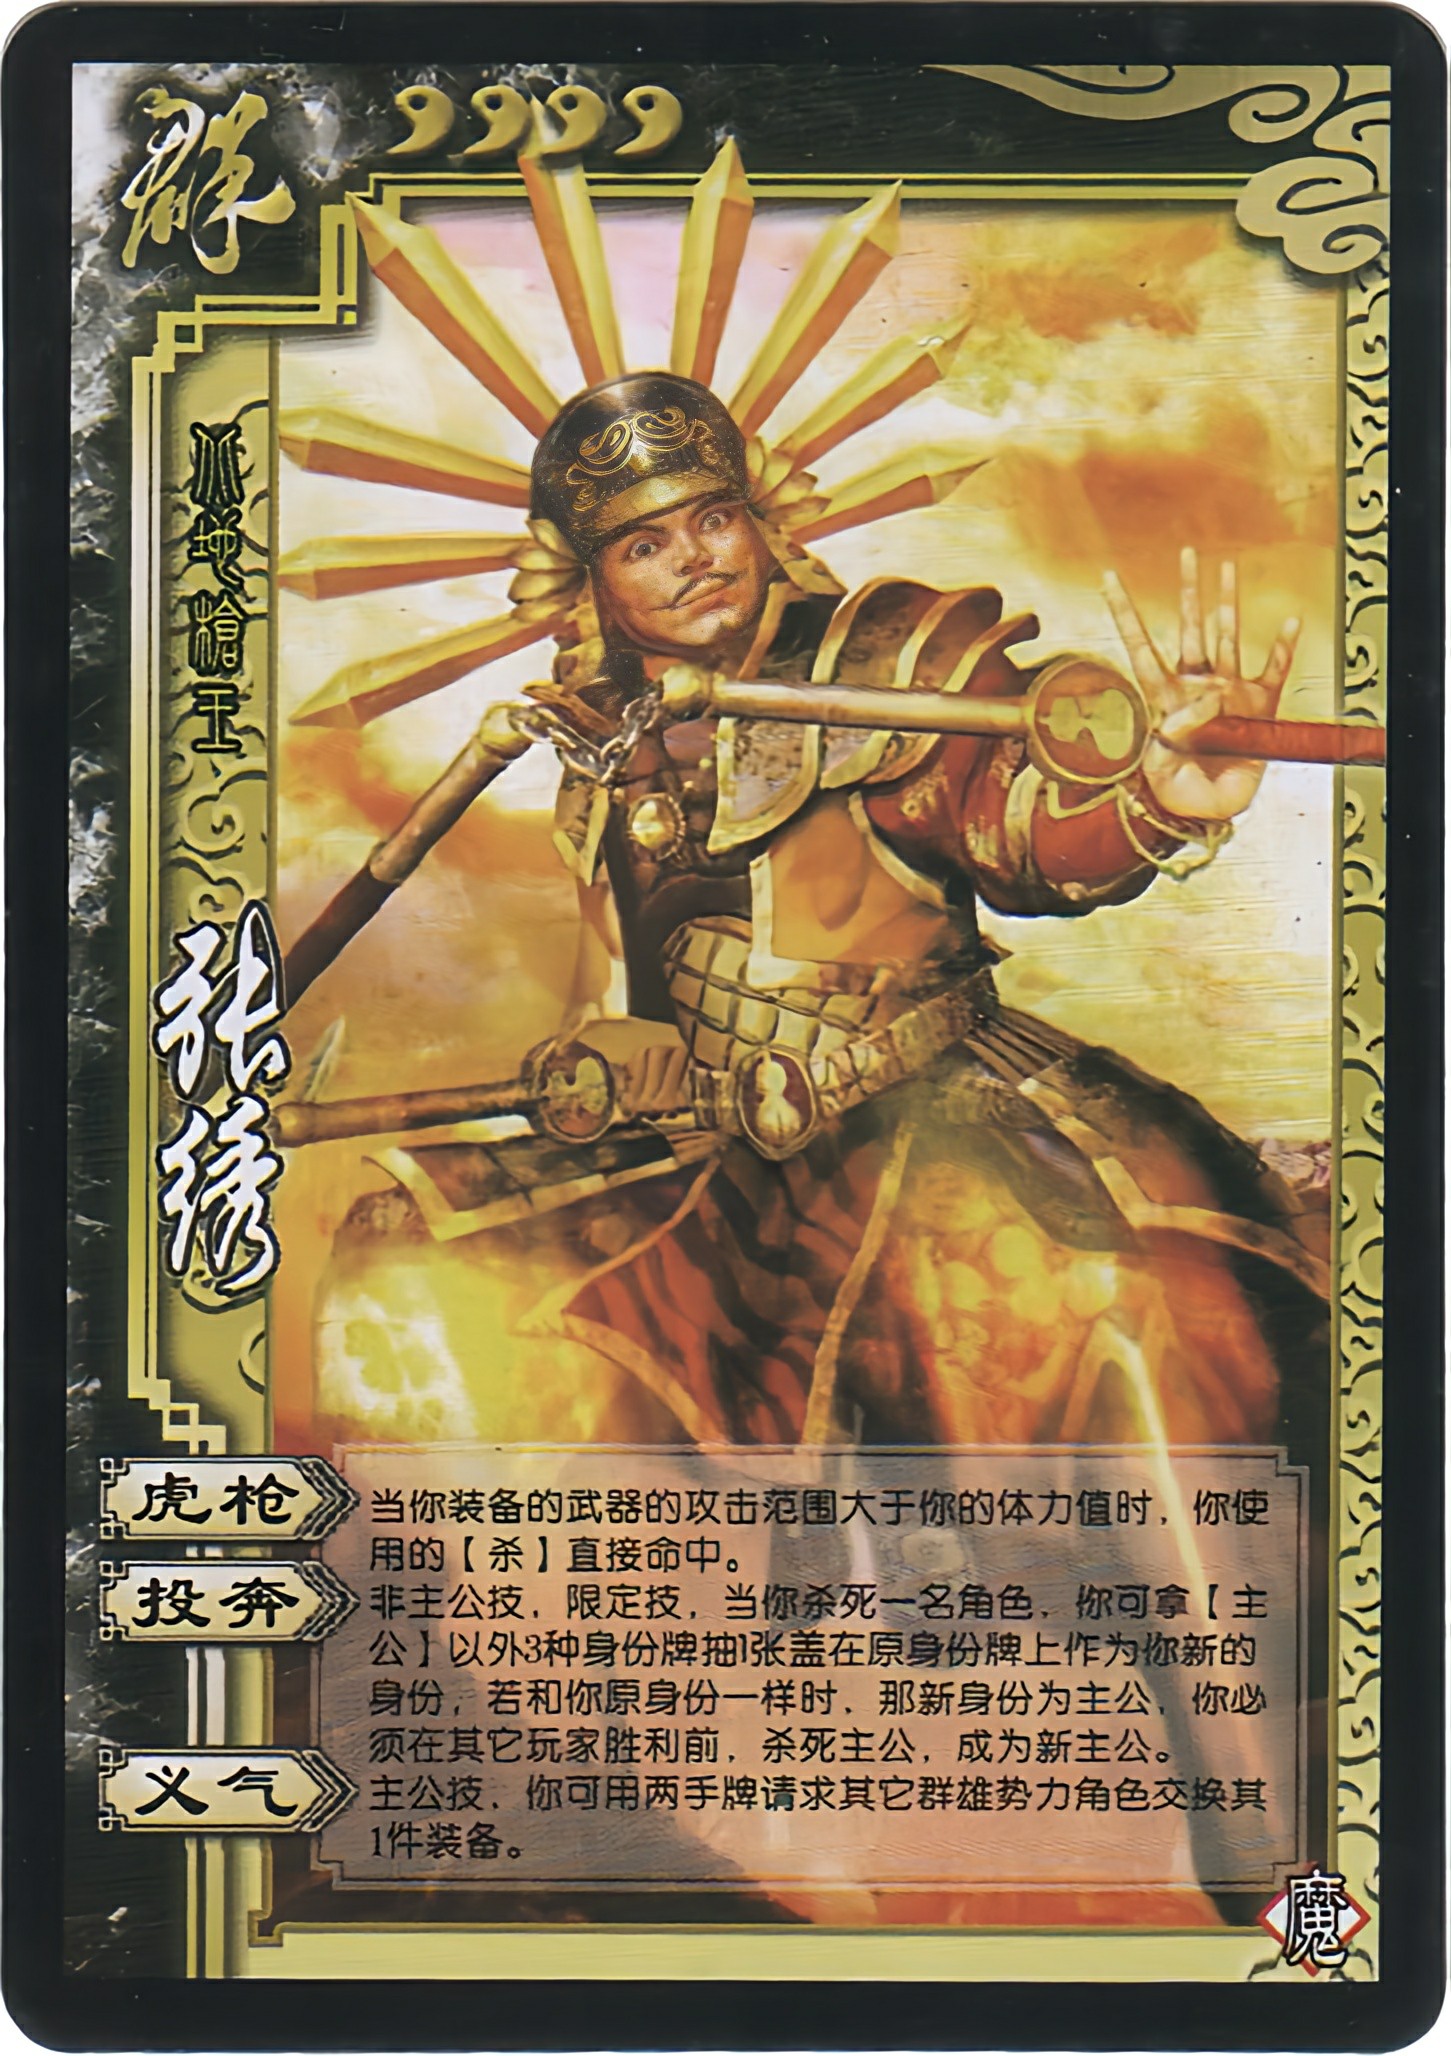 群
北地槍王
张绣
虎枪
当你装备的武器的攻击范围大于你的体力值时，你使
用的【杀】直接命中。
投奔
非主公技，限定技，当你杀死一名角色，你可拿【主
公】以外3种身份牌抽1张盖在原身份牌上作为你新的
身份，若和你原身份一样时，那新身份为主公，你必
须在其它玩家胜利前，杀死主公，成为新主公。
义气
主公技，你可用两手牌请求其它群雄势力角色交换其
1件装备。
魔